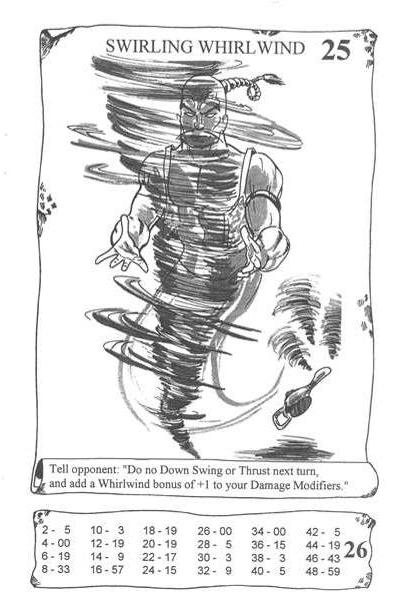 SWIRLING WHIRLWIND 25
Tell opponent: "Do no Down Swing or Thrust next turn,
and add a Whirlwind bonus of +1 to your Damage Modifiers."
2 - 5 10 - 3 18 - 19 26 - 00 34 - 00 42 - 5
4 - 00 12 - 19 20 - 19 28 - 5 36 - 15 44 - 19
26
6 - 19 14 - 9 22 - 17 30 - 3 38 - 3 46 - 43
8 - 33 16 - 57 24 - 15 32 - 9 40 - 5 48 - 59